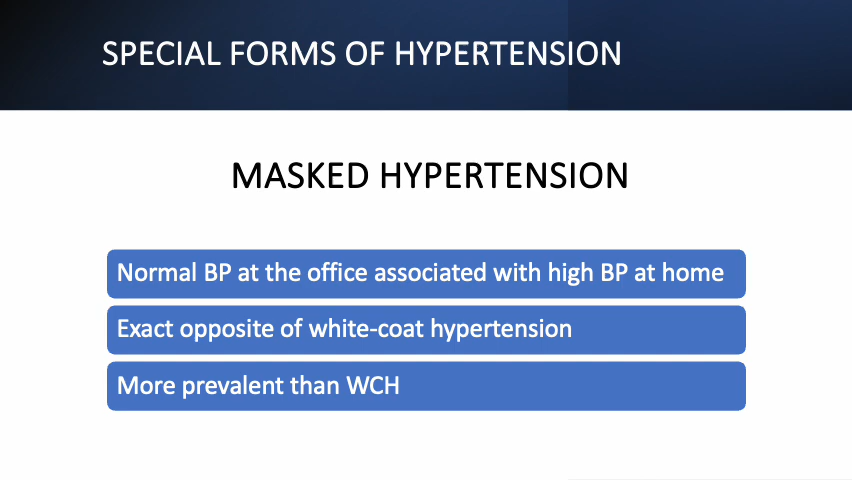 SPECIAL FORMS OF HYPERTENSION
MASKED HYPERTENSION
Normal BP at the office associated with high BP at home
Exact opposite of white-coat hypertension
More prevalent than WCH